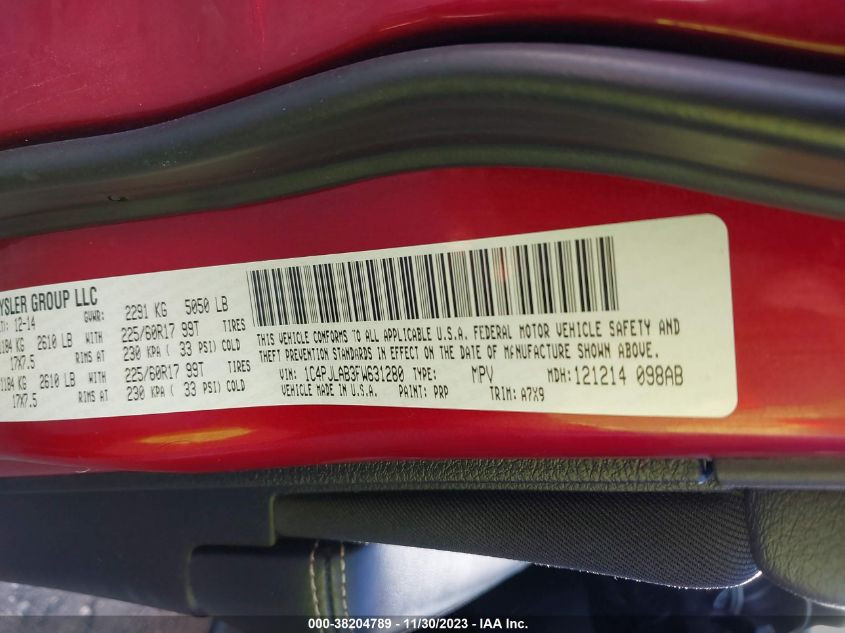 YSLER GROUP LLC
12-14 GVWR: 2291 KG 5050 LB
1184 KG 2610 LB WITH 225/60R17 99T TIRES
17X7.5 RIMS AT 230 KPA ( 33 PSI) COLD
1184 KG 2610 LB WITH 225/60R17 99T TIRES
17X7.5 RIMS AT 230 KPA ( 33 PSI) COLD
THIS VEHICLE CONFORMS TO ALL APPLICABLE U.S.A. FEDERAL MOTOR VEHICLE SAFETY AND
THEFT PREVENTION STANDARDS IN EFFECT ON THE DATE OF MANUFACTURE SHOWN ABOVE.
VIN: 1C4PJLAB3FW631280 TYPE: MPV MDH: 121214 098AB
VEHICLE MADE IN U.S.A. PAINT: PRP TRIM: A7X9
000-38204789 - 11/30/2023 - IAA Inc.